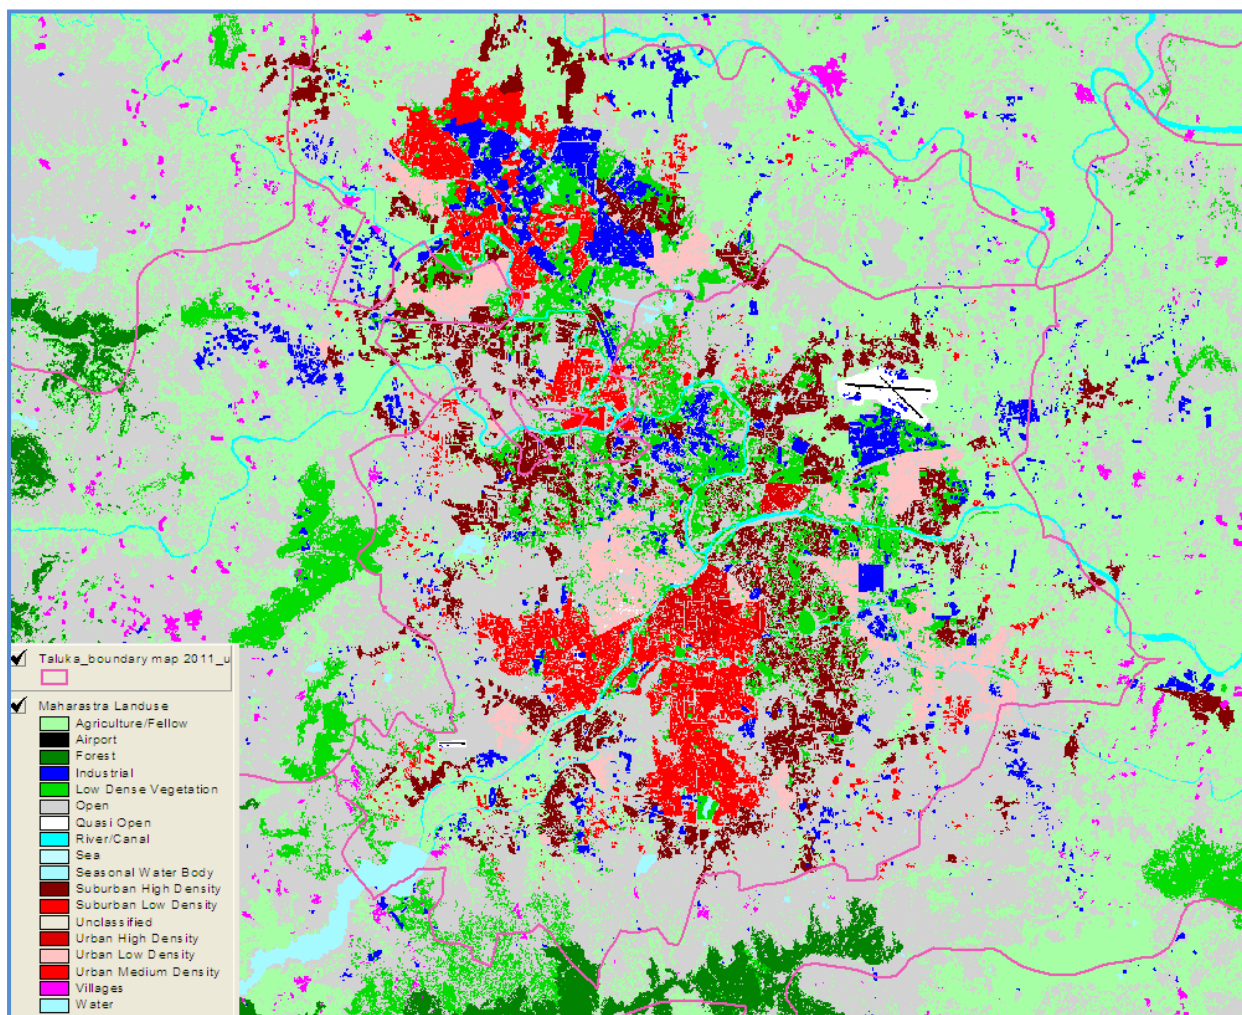 Taluka_boundary map 2011_u
Maharastra Landuse
Agriculture/Fellow
Airport
Forest
Industrial
Low Dense Vegetation
Open
Quasi Open
River/Canal
Sea
Seasonal Water Body
Suburban High Density
Suburban Low Density
Unclassified
Urban High Density
Urban Low Density
Urban Medium Density
Villages
Water